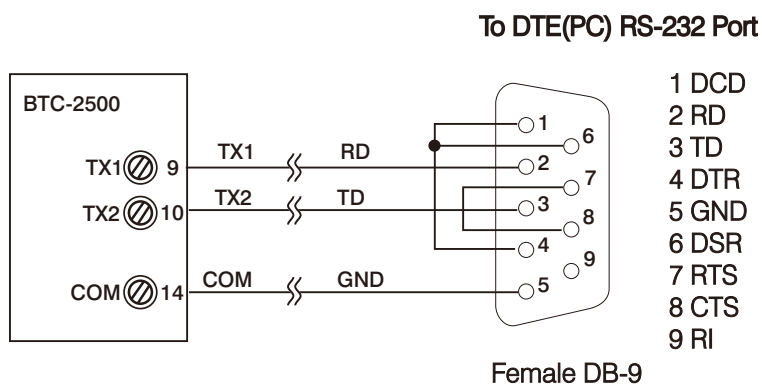 To DTE(PC) RS-232 Port
BTC-2500
TX1 9 TX1 RD
TX2 10 TX2 TD
COM 14 COM GND
1
6
2
7
3
8
4
9
5
1 DCD
2 RD
3 TD
4 DTR
5 GND
6 DSR
7 RTS
8 CTS
9 RI
Female DB-9